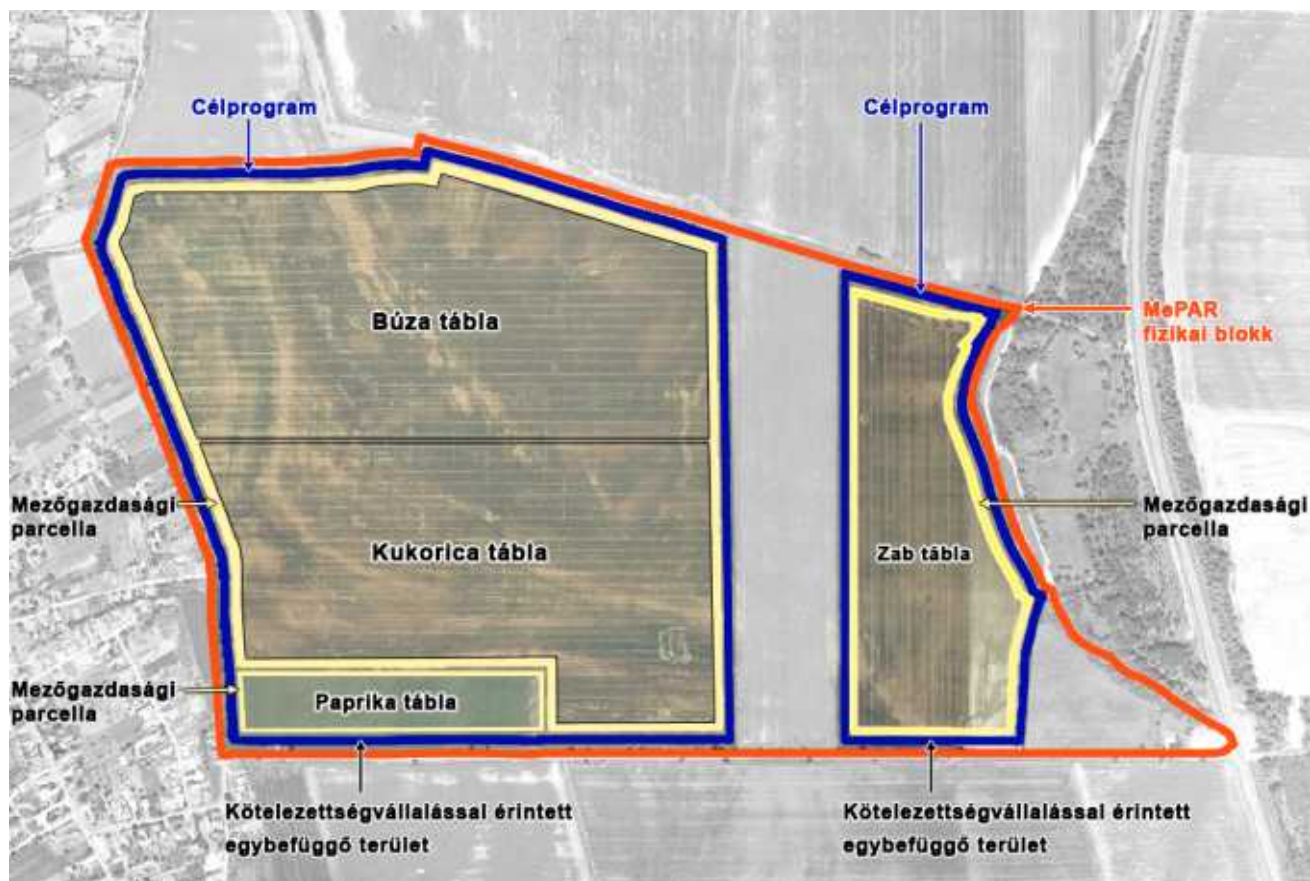 Célprogram
Célprogram
MePAR
fizikai blokk
Búza tábla
Mezőgazdasági
parcella
Mezőgazdasági
parcella
Kukorica tábla
Zab tábla
Mezőgazdasági
parcella
Paprika tábla
Kötelezettségvállalással érintett
egybefüggő terület
Kötelezettségvállalással érintett
egybefüggő terület